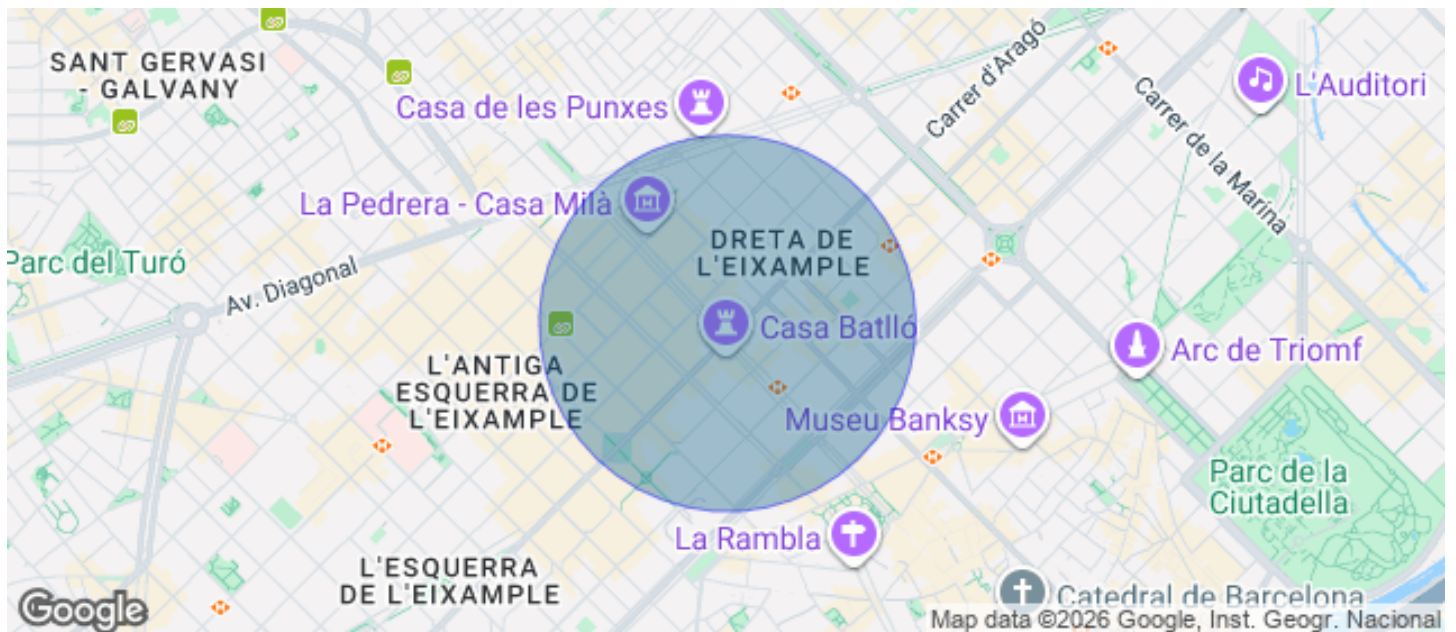 SANT GERVASI
- GALVANY
Casa de les Punxes
Carrer d'Aragó
L'Auditori
Carrer de la Marina
La Pedrera - Casa Milà
DRETA DE
L'EIXAMPLE
Parc del Turó
Av. Diagonal
Casa Batlló
Arc de Triomf
L'ANTIGA
ESQUERRA DE
L'EIXAMPLE
Museu Banksy
Parc de la
Ciutadella
La Rambla
L'ESQUERRA
DE L'EIXAMPLE
Catedral de Barcelona
Google
Map data ©2026 Google, Inst. Geogr. Nacional